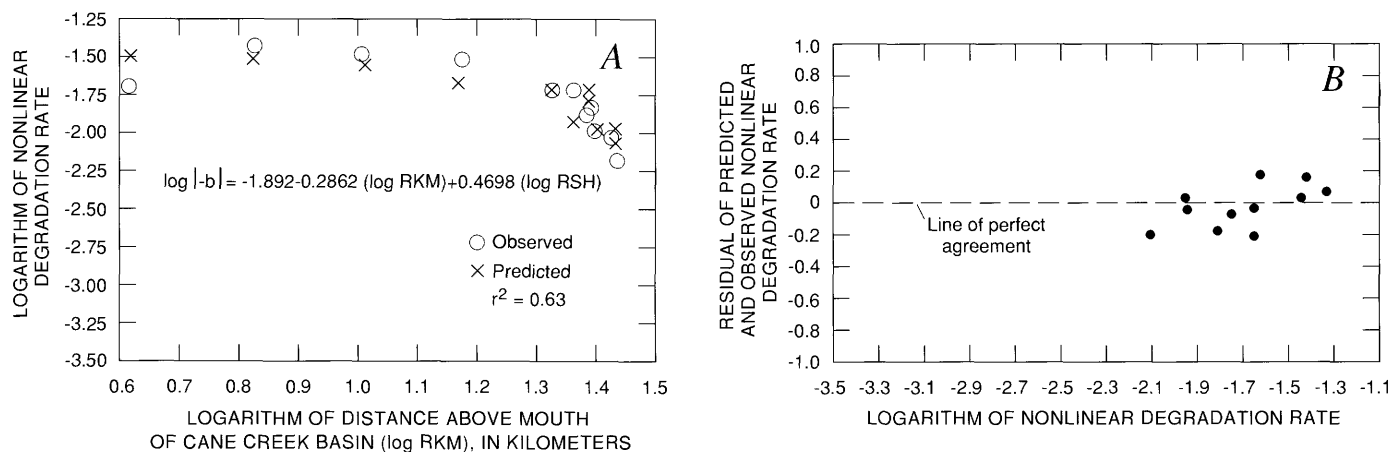 LOGARITHM OF NONLINEAR
DEGRADATION RATE
-1.25
-1.50
-1.75
-2.00
-2.25
-2.50
-2.75
-3.00
-3.25
-3.50
A
log |-b| = -1.892-0.2862 (log RKM)+0.4698 (log RSH)
Observed
Predicted
r2 = 0.63
0.6 0.7 0.8 0.9 1.0 1.1 1.2 1.3 1.4 1.5
LOGARITHM OF DISTANCE ABOVE MOUTH
OF CANE CREEK BASIN (log RKM), IN KILOMETERS
RESIDUAL OF PREDICTED
AND OBSERVED NONLINEAR
DEGRADATION RATE
1.0
0.8
0.6
0.4
0.2
0
-0.2
-0.4
-0.6
-0.8
-1.0
B
Line of perfect
agreement
-3.5 -3.3 -3.1 -2.9 -2.7 -2.5 -2.3 -2.1 -1.9 -1.7 -1.5 -1.3 -1.1
LOGARITHM OF NONLINEAR DEGRADATION RATE